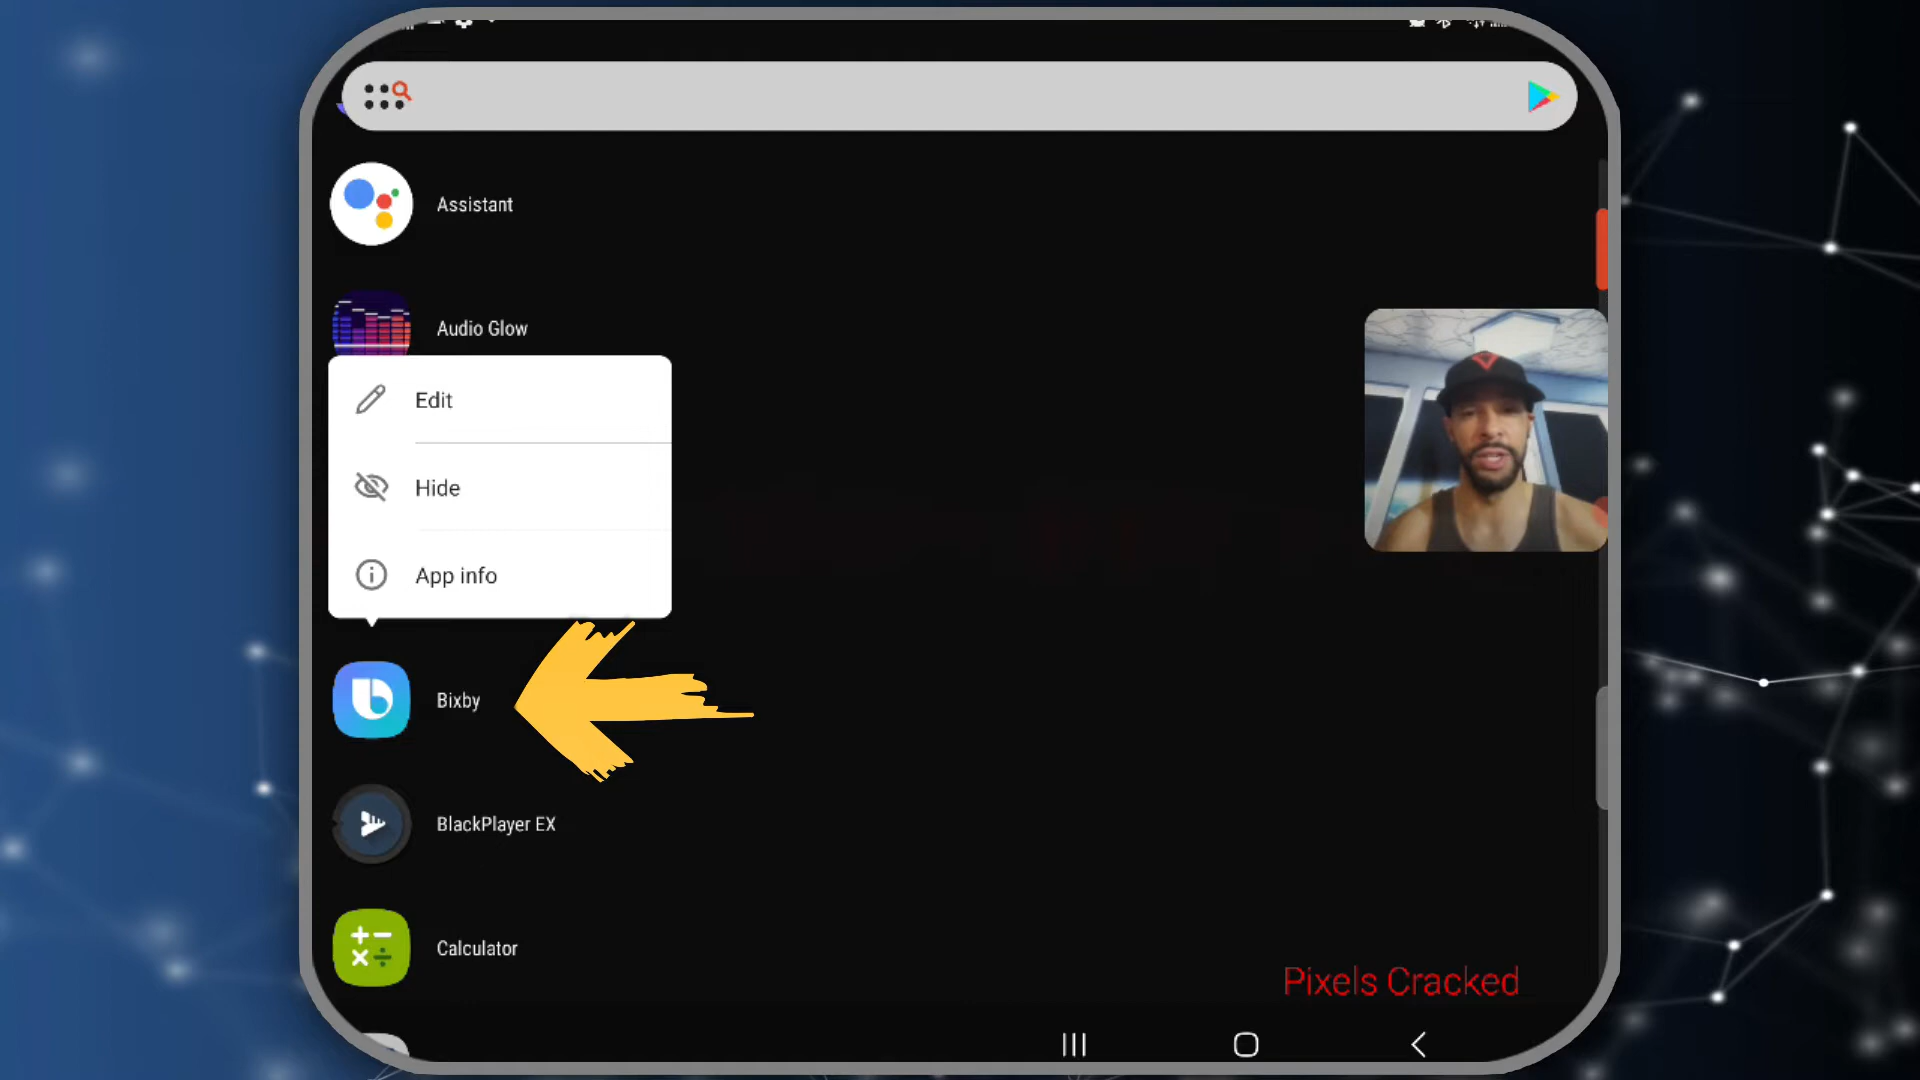 Assistant
Audio Glow
Edit
Hide
App info
Bixby
BlackPlayer EX
Calculator
Pixels Cracked